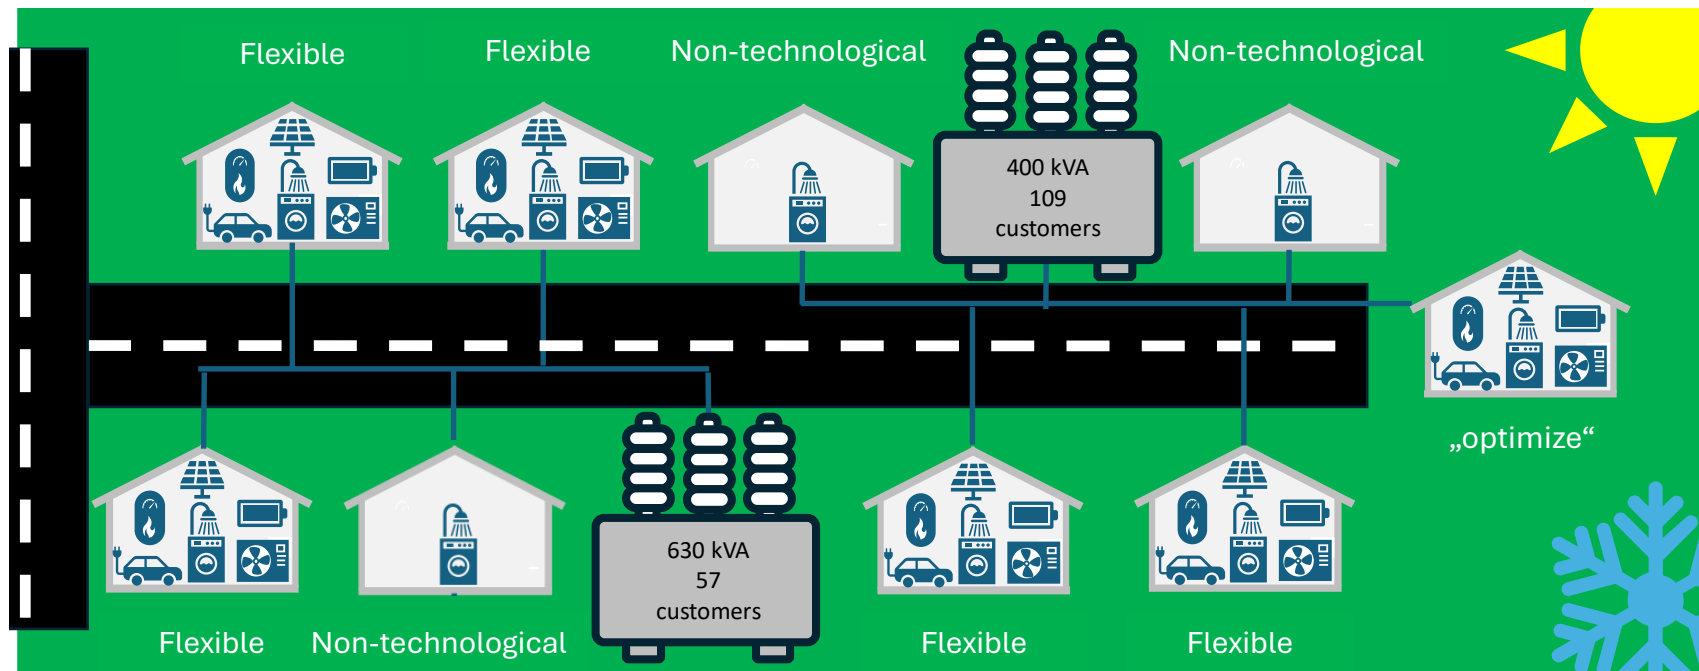 Flexible
Flexible
Non-technological
Non-technological
400 kVA
109
customers
„optimize“
630 kVA
57
customers
Flexible
Non-technological
Flexible
Flexible